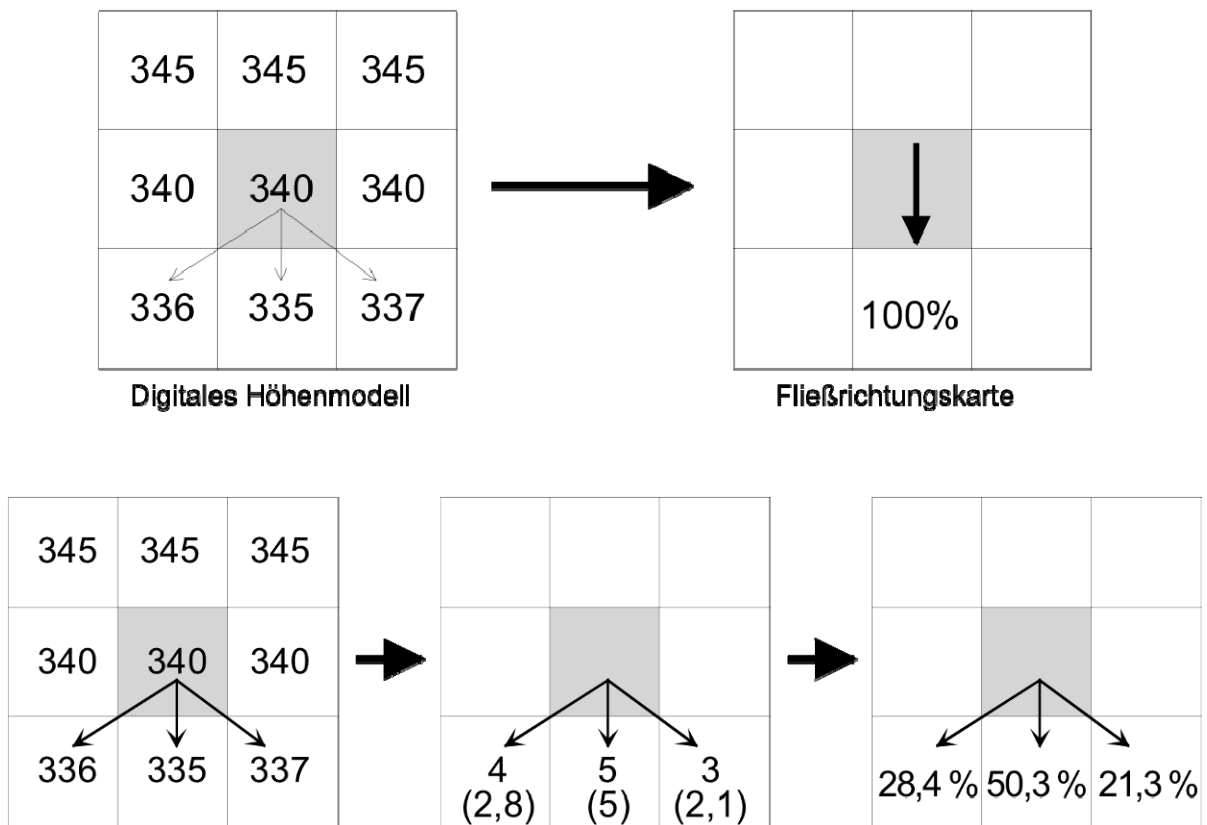 345 345 345
340 340 340
336 335 337
100%
Digitales Höhenmodell
Fließrichtungskarte
345 345 345
340 340 340
336 335 337
4 5 3
(2,8) (5) (2,1)
28,4 % 50,3 % 21,3 %